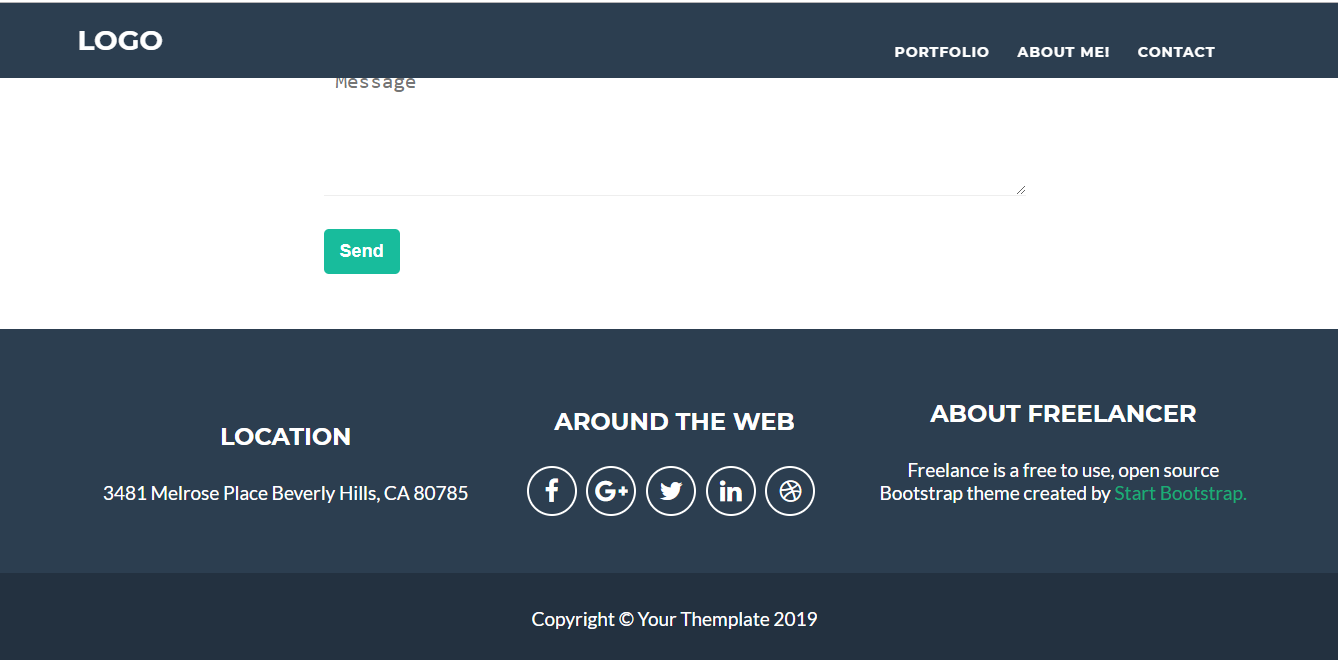 LOGO
PORTFOLIO ABOUT ME! CONTACT
Message
Send
LOCATION
3481 Melrose Place Beverly Hills, CA 80785
AROUND THE WEB
ABOUT FREELANCER
Freelance is a free to use, open source
Bootstrap theme created by Start Bootstrap.
Copyright © Your Themplate 2019